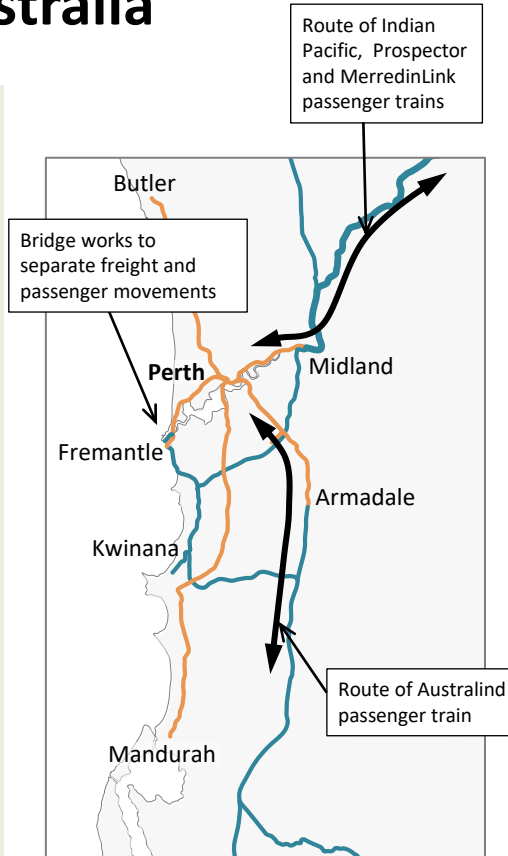 stralia
Route of Indian
Pacific, Prospector
and MerredinLink
passenger trains
Butler
Bridge works to
separate freight and
passenger movements
Perth
Midland
Fremantle
Armadale
Kwinana
Route of Australind
passenger train
Mandurah